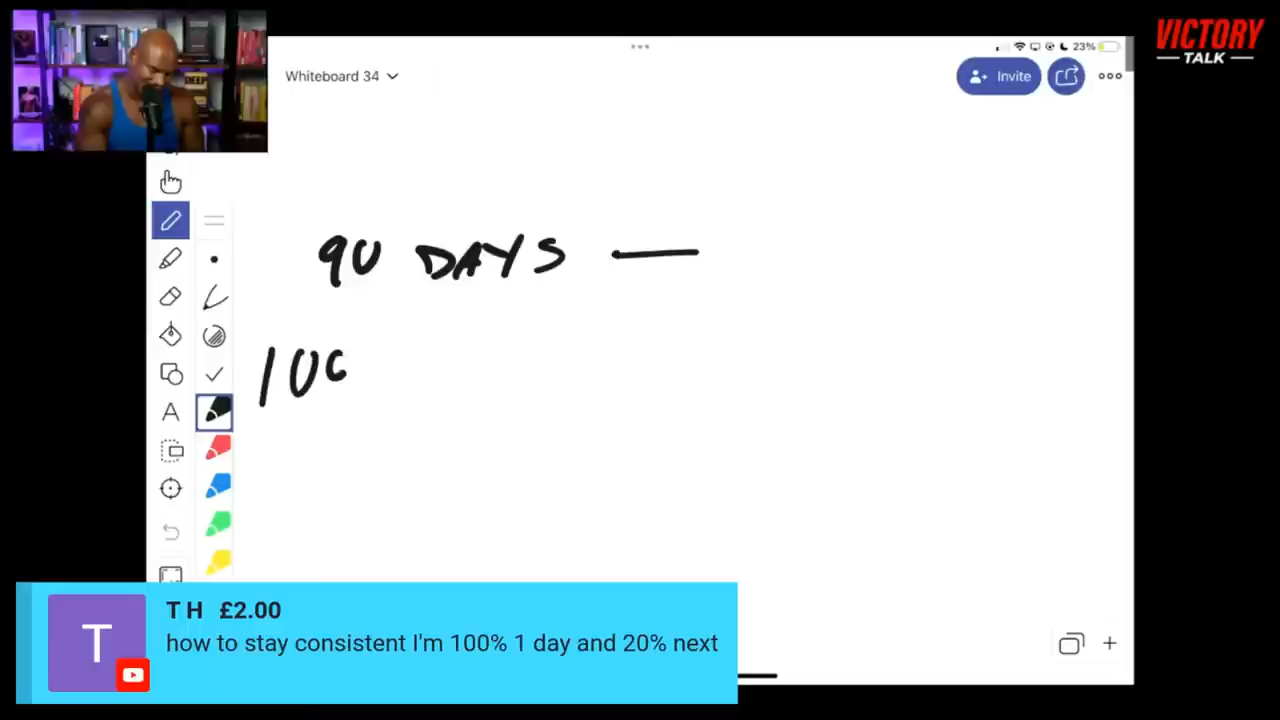 VICTORY
TALK
23%
Whiteboard 34
Invite
90 DAYS —
100
A
T H £2.00
T
how to stay consistent I'm 100% 1 day and 20% next